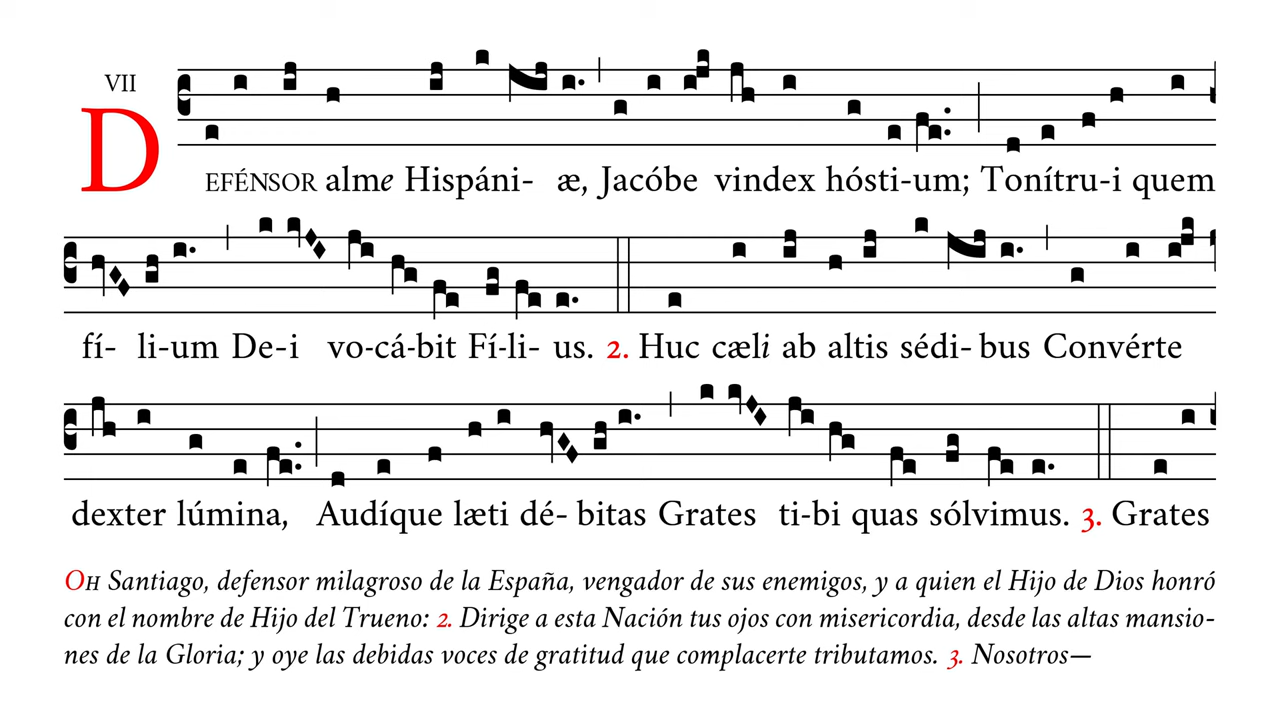 VII
DEFÉNSOR alme Hispáni- æ, Jacóbe vindex hósti-um; Tonítru-i quem
fí- li-um De-i vo-cá-bit Fí-li- us. 2. Huc cæli ab altis sédi-bus Convérte
dexter lúmina, Audíque læti dé- bitas Grates ti-bi quas sólvimus. 3. Grates
OH Santiago, defensor milagroso de la España, vengador de sus enemigos, y a quien el Hijo de Dios honró
con el nombre de Hijo del Trueno: 2. Dirige a esta Nación tus ojos con misericordia, desde las altas mansio-
nes de la Gloria; y oye las debidas voces de gratitud que complacerte tributamos. 3. Nosotros—